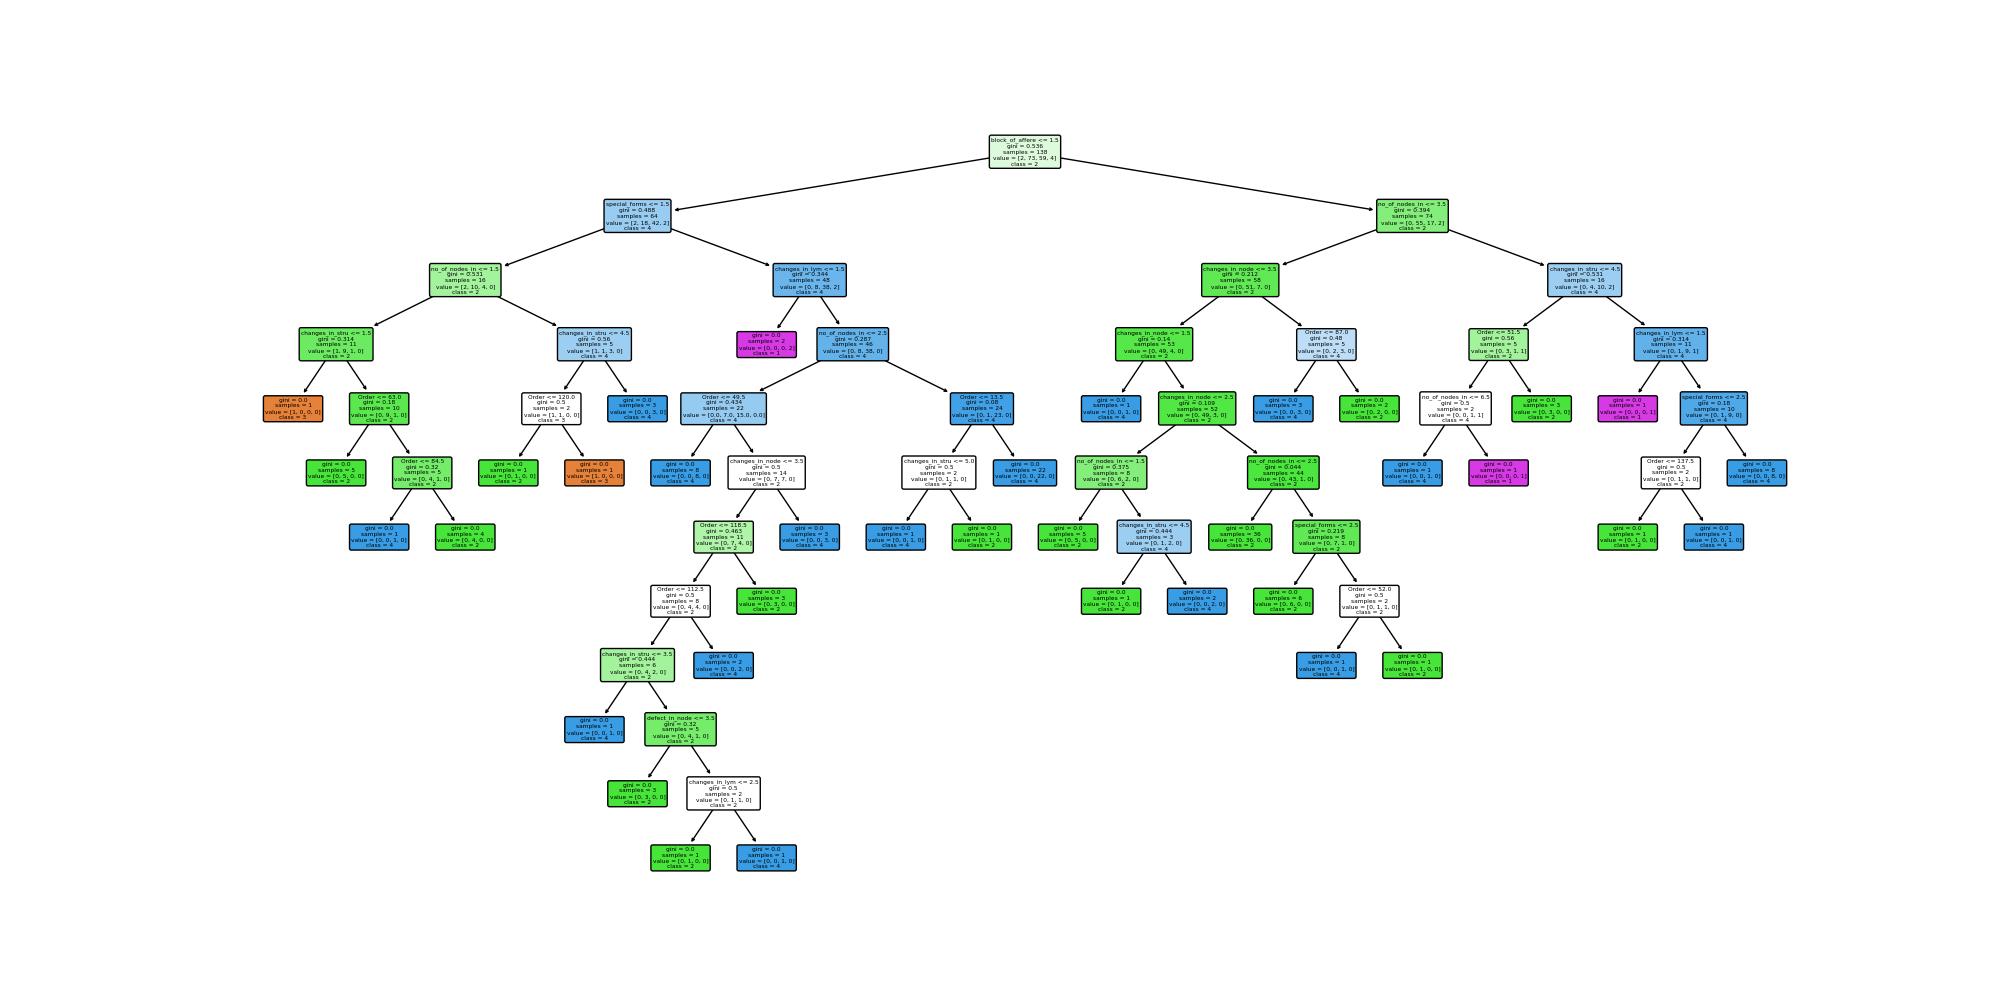 block_of_affere <= 1.5
gini = 0.536
samples = 138
value = [2, 73, 59, 4]
class = 2
special_forms <= 1.5
gini = 0.488
samples = 64
value = [2, 18, 42, 2]
class = 4
no_of_nodes_in <= 3.5
gini = 0.394
samples = 74
value = [0, 55, 17, 2]
class = 2
no_of_nodes_in <= 1.5
gini = 0.531
samples = 16
value = [2, 10, 4, 0]
class = 2
changes_in_lym <= 1.5
gini = 0.344
samples = 48
value = [0, 8, 38, 2]
class = 4
changes_in_node <= 3.5
gini = 0.212
samples = 58
value = [0, 51, 7, 0]
class = 2
changes_in_stru <= 4.5
gini = 0.531
samples = 16
value = [0, 4, 10, 2]
class = 4
changes_in_stru <= 1.5
gini = 0.314
samples = 11
value = [1, 9, 1, 0]
class = 2
changes_in_stru <= 4.5
gini = 0.56
samples = 5
value = [1, 1, 3, 0]
class = 4
gini = 0.0
samples = 2
value = [0, 0, 0, 2]
class = 1
no_of_nodes_in <= 2.5
gini = 0.287
samples = 46
value = [0, 8, 38, 0]
class = 4
changes_in_node <= 1.5
gini = 0.14
samples = 53
value = [0, 49, 4, 0]
class = 2
Order <= 87.0
gini = 0.48
samples = 5
value = [0, 2, 3, 0]
class = 4
Order <= 51.5
gini = 0.56
samples = 5
value = [0, 3, 1, 1]
class = 2
changes_in_lym <= 1.5
gini = 0.314
samples = 11
value = [0, 1, 9, 1]
class = 4
gini = 0.0
samples = 1
value = [1, 0, 0, 0]
class = 3
Order <= 63.0
gini = 0.18
samples = 10
value = [0, 9, 1, 0]
class = 2
Order <= 120.0
gini = 0.5
samples = 2
value = [1, 1, 0, 0]
class = 3
gini = 0.0
samples = 3
value = [0, 0, 3, 0]
class = 4
Order <= 49.5
gini = 0.434
samples = 22
value = [0.0, 7.0, 15.0, 0.0]
class = 4
Order <= 13.5
gini = 0.08
samples = 24
value = [0, 1, 23, 0]
class = 4
gini = 0.0
samples = 1
value = [0, 0, 1, 0]
class = 4
changes_in_node <= 2.5
gini = 0.109
samples = 52
value = [0, 49, 3, 0]
class = 2
gini = 0.0
samples = 3
value = [0, 0, 3, 0]
class = 4
gini = 0.0
samples = 2
value = [0, 2, 0, 0]
class = 2
no_of_nodes_in <= 6.5
gini = 0.5
samples = 2
value = [0, 0, 1, 1]
class = 4
gini = 0.0
samples = 3
value = [0, 3, 0, 0]
class = 2
gini = 0.0
samples = 1
value = [0, 0, 0, 1]
class = 1
special_forms <= 2.5
gini = 0.18
samples = 10
value = [0, 1, 9, 0]
class = 4
gini = 0.0
samples = 5
value = [0, 5, 0, 0]
class = 2
Order <= 84.5
gini = 0.32
samples = 5
value = [0, 4, 1, 0]
class = 2
gini = 0.0
samples = 1
value = [0, 1, 0, 0]
class = 2
gini = 0.0
samples = 1
value = [1, 0, 0, 0]
class = 3
gini = 0.0
samples = 8
value = [0, 0, 8, 0]
class = 4
changes_in_node <= 3.5
gini = 0.5
samples = 14
value = [0, 7, 7, 0]
class = 2
changes_in_stru <= 5.0
gini = 0.5
samples = 2
value = [0, 1, 1, 0]
class = 2
gini = 0.0
samples = 22
value = [0, 0, 22, 0]
class = 4
no_of_nodes_in <= 1.5
gini = 0.375
samples = 8
value = [0, 6, 2, 0]
class = 2
no_of_nodes_in <= 2.5
gini = 0.044
samples = 44
value = [0, 43, 1, 0]
class = 2
gini = 0.0
samples = 1
value = [0, 0, 1, 0]
class = 4
gini = 0.0
samples = 1
value = [0, 0, 0, 1]
class = 1
Order <= 137.5
gini = 0.5
samples = 2
value = [0, 1, 1, 0]
class = 2
gini = 0.0
samples = 8
value = [0, 0, 8, 0]
class = 4
gini = 0.0
samples = 1
value = [0, 0, 1, 0]
class = 4
gini = 0.0
samples = 4
value = [0, 4, 0, 0]
class = 2
Order <= 118.5
gini = 0.463
samples = 11
value = [0, 7, 4, 0]
class = 2
gini = 0.0
samples = 3
value = [0, 0, 3, 0]
class = 4
gini = 0.0
samples = 1
value = [0, 0, 1, 0]
class = 4
gini = 0.0
samples = 1
value = [0, 1, 0, 0]
class = 2
gini = 0.0
samples = 5
value = [0, 5, 0, 0]
class = 2
changes_in_stru <= 4.5
gini = 0.444
samples = 3
value = [0, 1, 2, 0]
class = 4
gini = 0.0
samples = 36
value = [0, 36, 0, 0]
class = 2
special_forms <= 2.5
gini = 0.219
samples = 8
value = [0, 7, 1, 0]
class = 2
gini = 0.0
samples = 1
value = [0, 1, 0, 0]
class = 2
gini = 0.0
samples = 1
value = [0, 0, 1, 0]
class = 4
Order <= 112.5
gini = 0.5
samples = 8
value = [0, 4, 4, 0]
class = 2
gini = 0.0
samples = 3
value = [0, 3, 0, 0]
class = 2
gini = 0.0
samples = 1
value = [0, 1, 0, 0]
class = 2
gini = 0.0
samples = 2
value = [0, 0, 2, 0]
class = 4
gini = 0.0
samples = 6
value = [0, 6, 0, 0]
class = 2
Order <= 52.0
gini = 0.5
samples = 2
value = [0, 1, 1, 0]
class = 2
changes_in_stru <= 3.5
gini = 0.444
samples = 6
value = [0, 4, 2, 0]
class = 2
gini = 0.0
samples = 2
value = [0, 0, 2, 0]
class = 4
gini = 0.0
samples = 1
value = [0, 0, 1, 0]
class = 4
gini = 0.0
samples = 1
value = [0, 1, 0, 0]
class = 2
gini = 0.0
samples = 1
value = [0, 0, 1, 0]
class = 4
defect_in_node <= 3.5
gini = 0.32
samples = 5
value = [0, 4, 1, 0]
class = 2
gini = 0.0
samples = 3
value = [0, 3, 0, 0]
class = 2
changes_in_lym <= 2.5
gini = 0.5
samples = 2
value = [0, 1, 1, 0]
class = 2
gini = 0.0
samples = 1
value = [0, 1, 0, 0]
class = 2
gini = 0.0
samples = 1
value = [0, 0, 1, 0]
class = 4